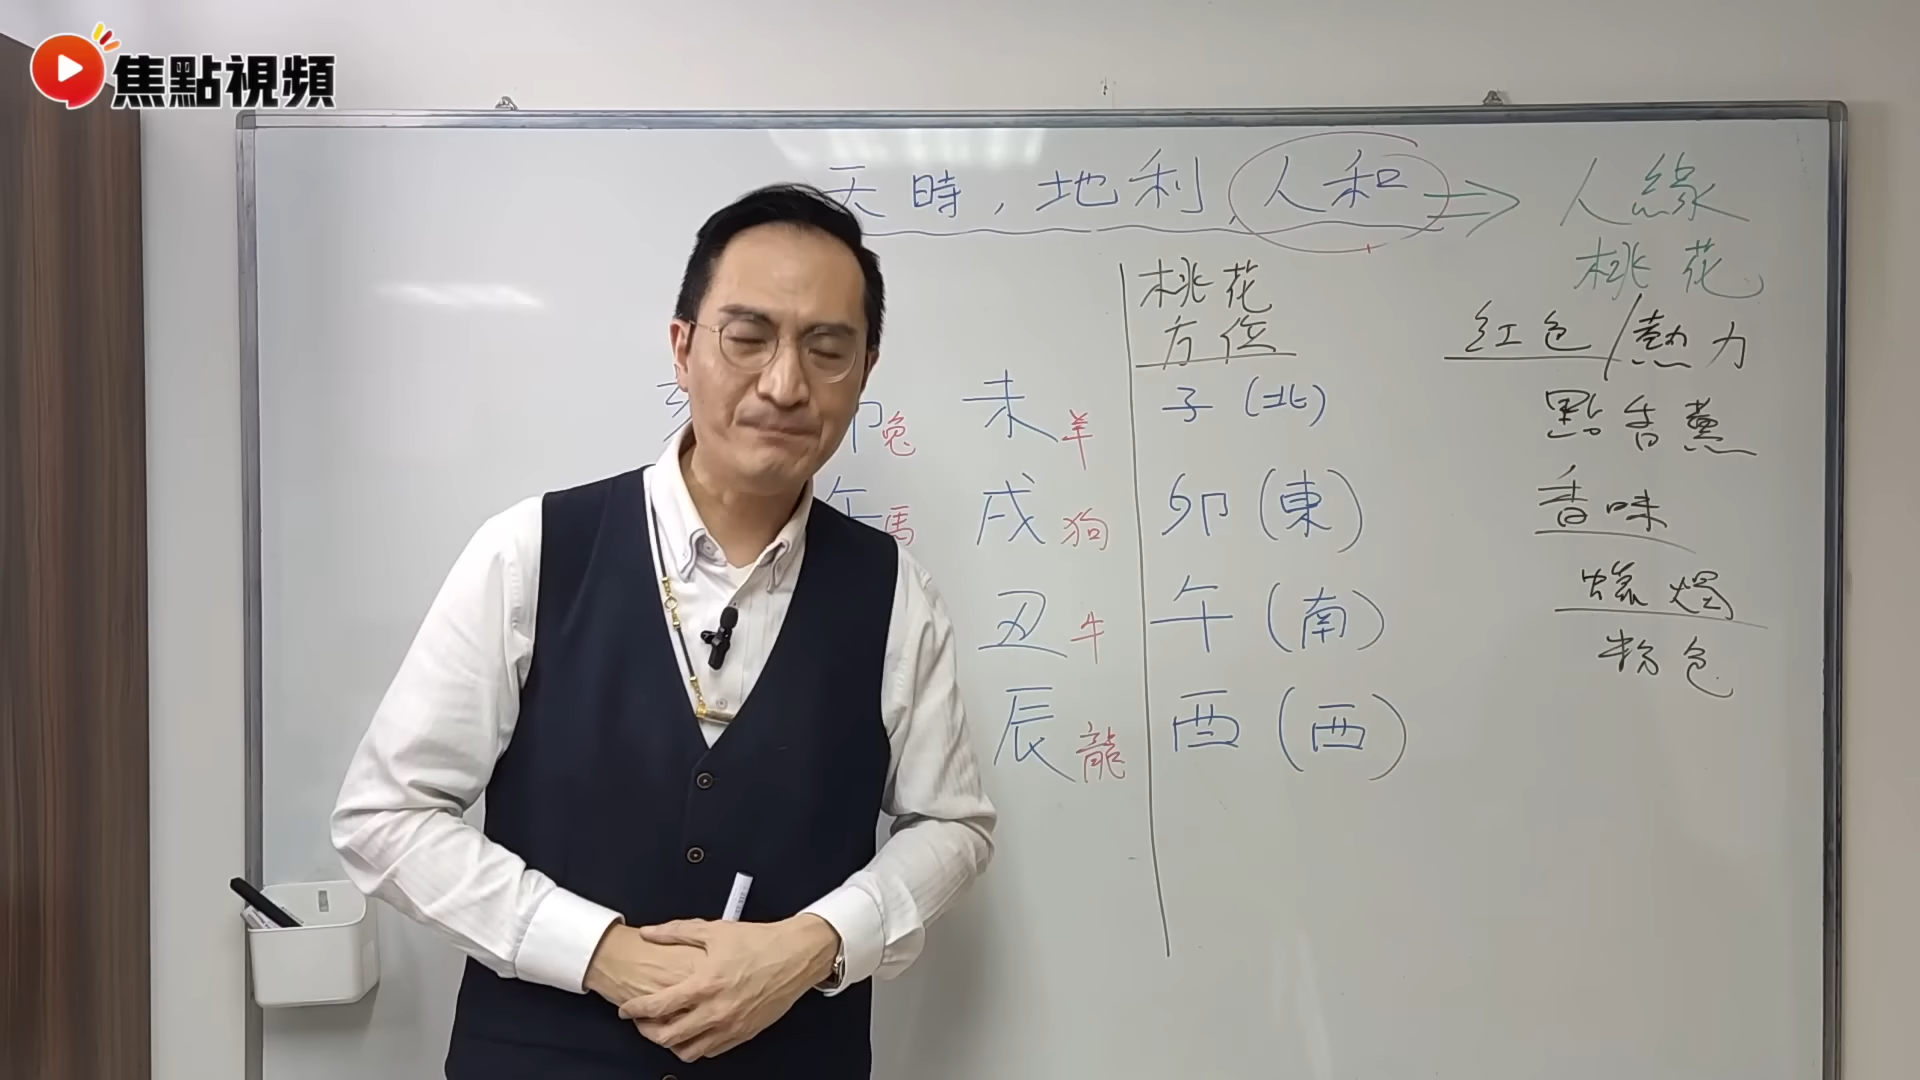 焦點視頻
天時，地利，人和 ⇒ 人緣
桃花
桃花
方位
紅色/熱力
未羊 子(北)
兔
點香薰
馬 戌狗 卯(東)
香味
丑牛 午(南)
粉色
辰龍 酉(西)